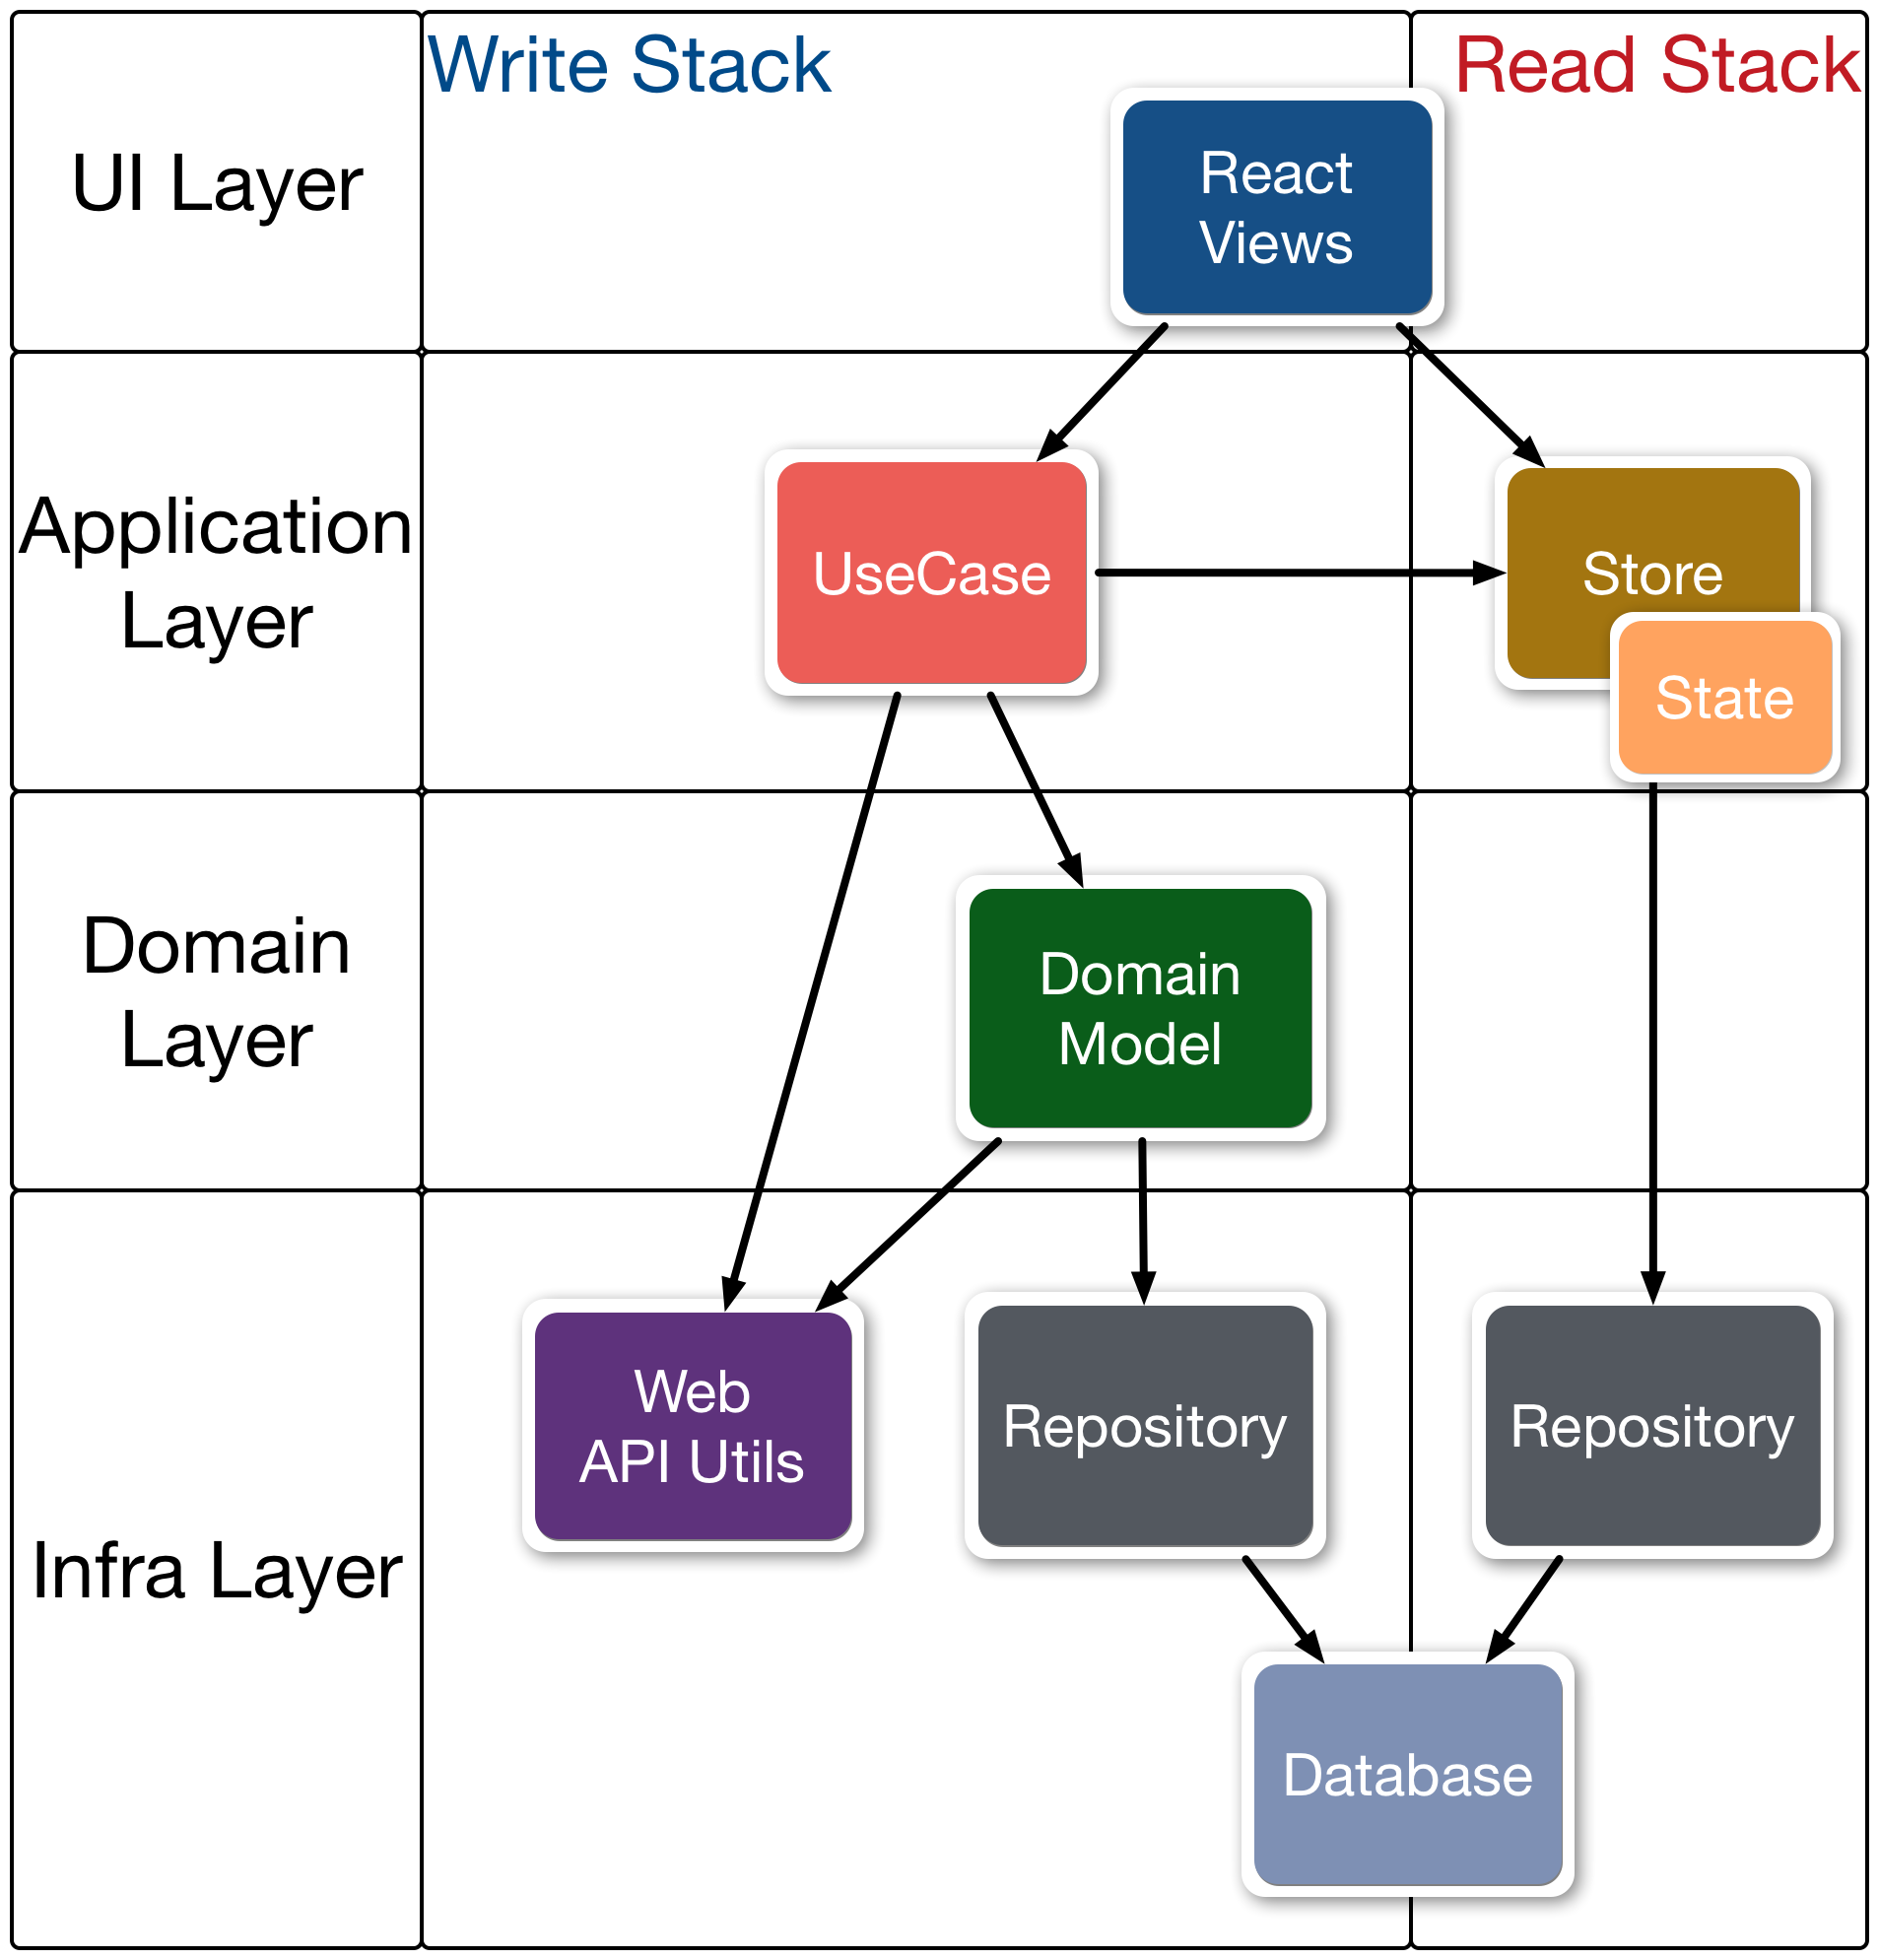 Write Stack
Read Stack
UI Layer
React
Views
Application
Layer
UseCase
Store
State
Domain
Layer
Domain
Model
Infra Layer
Web
API Utils
Repository
Repository
Database